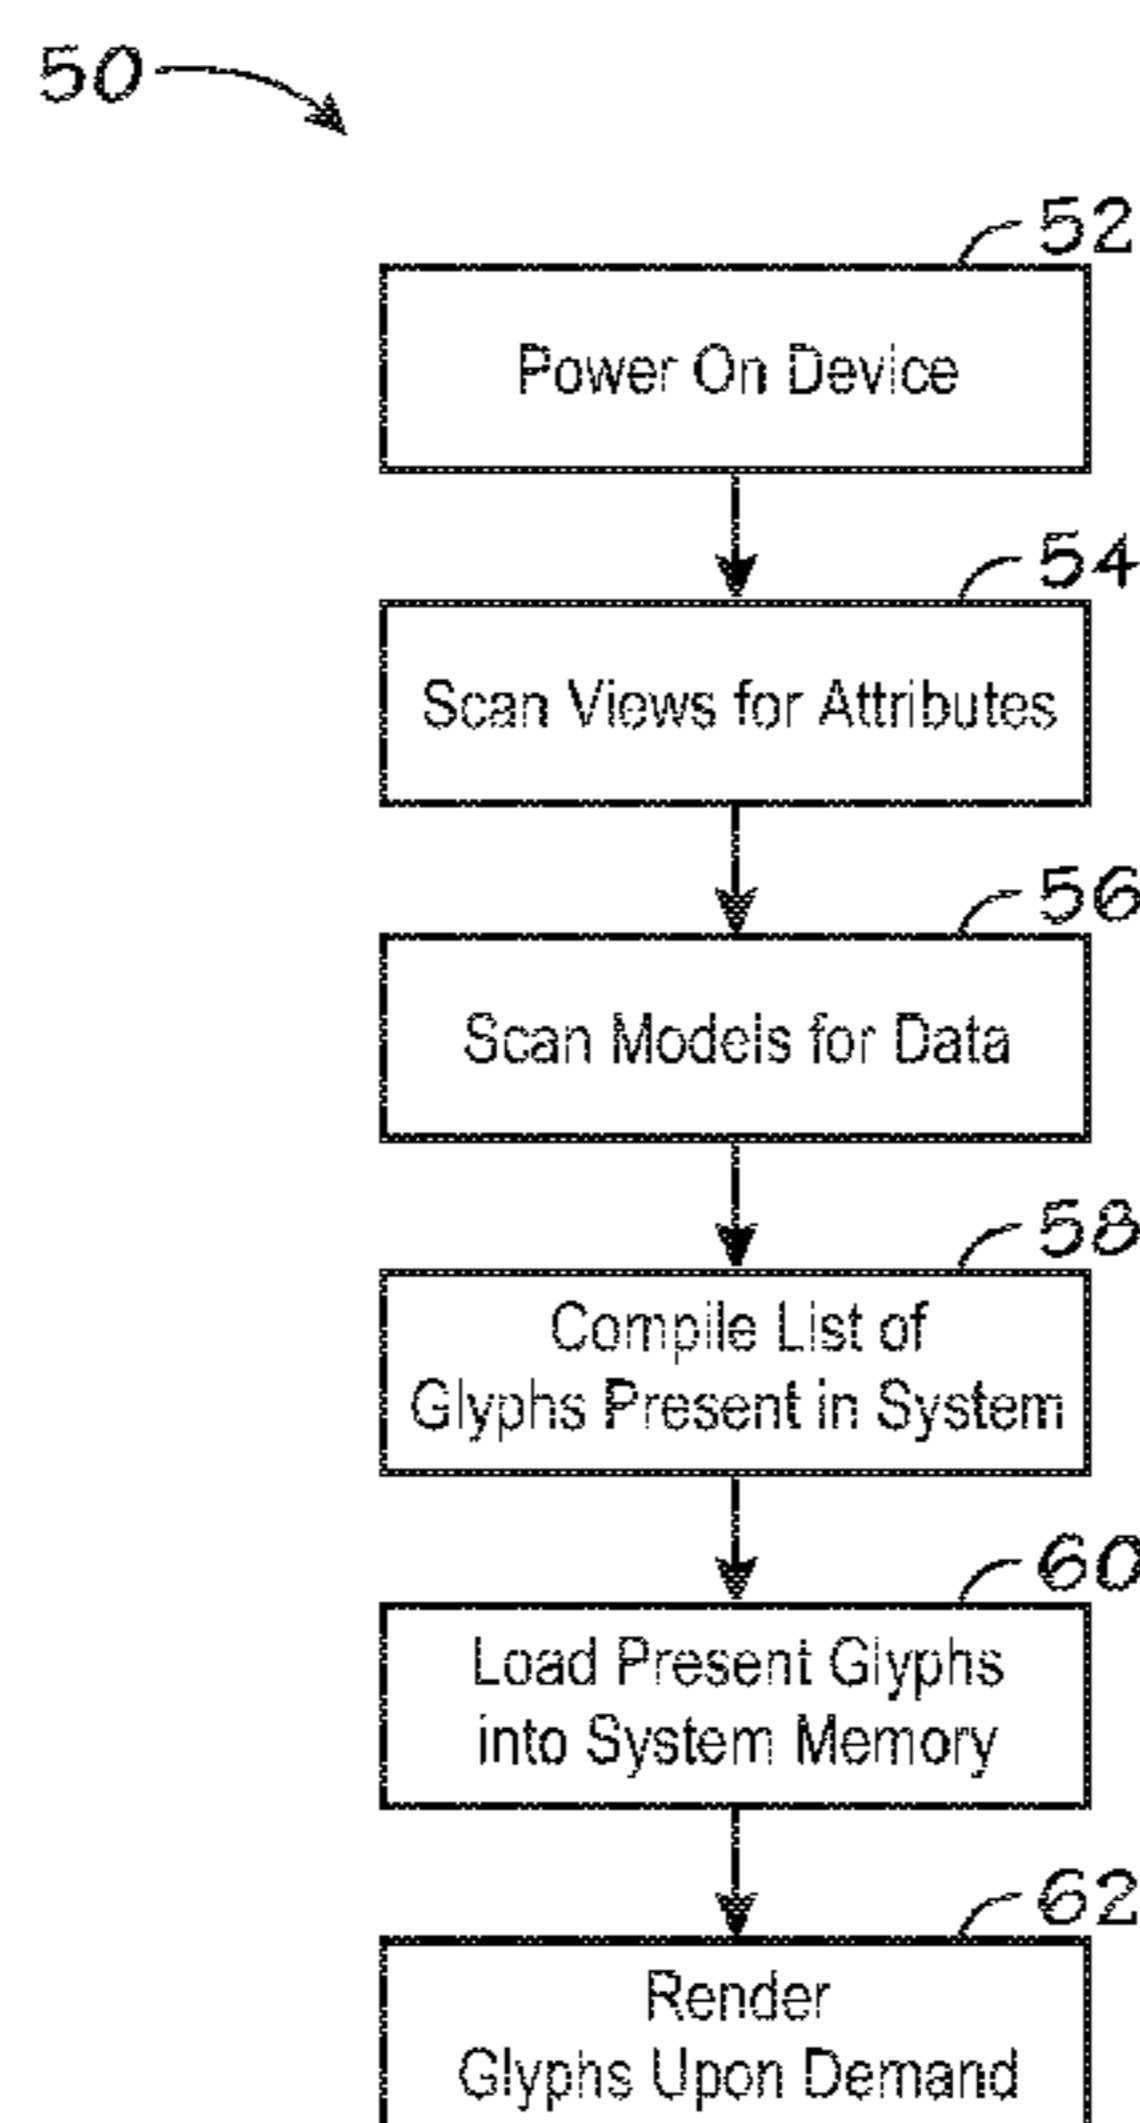 50
52
Power On Device
54
Scan Views for Attributes
56
Scan Models for Data
58
Compile List of
Glyphs Present in System
60
Load Present Glyphs
into System Memory
62
Render
Glyphs Upon Demand